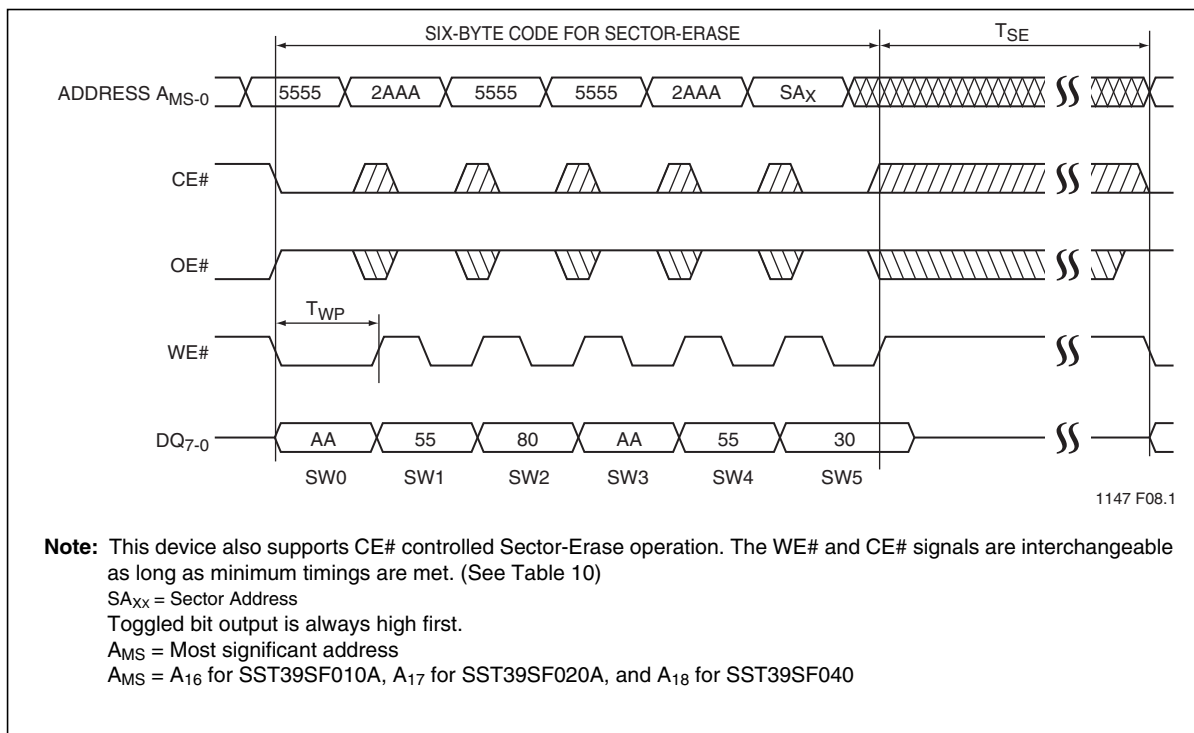 SIX-BYTE CODE FOR SECTOR-ERASE TSE
ADDRESS AMS-0 5555 2AAA 5555 5555 2AAA SAX
CE#
OE#
TWP
WE#
DQ7-0 AA 55 80 AA 55 30
SW0 SW1 SW2 SW3 SW4 SW5
1147 F08.1
Note: This device also supports CE# controlled Sector-Erase operation. The WE# and CE# signals are interchangeable
as long as minimum timings are met. (See Table 10)
SAXx = Sector Address
Toggled bit output is always high first.
AMS = Most significant address
AMS = A16 for SST39SF010A, A17 for SST39SF020A, and A18 for SST39SF040